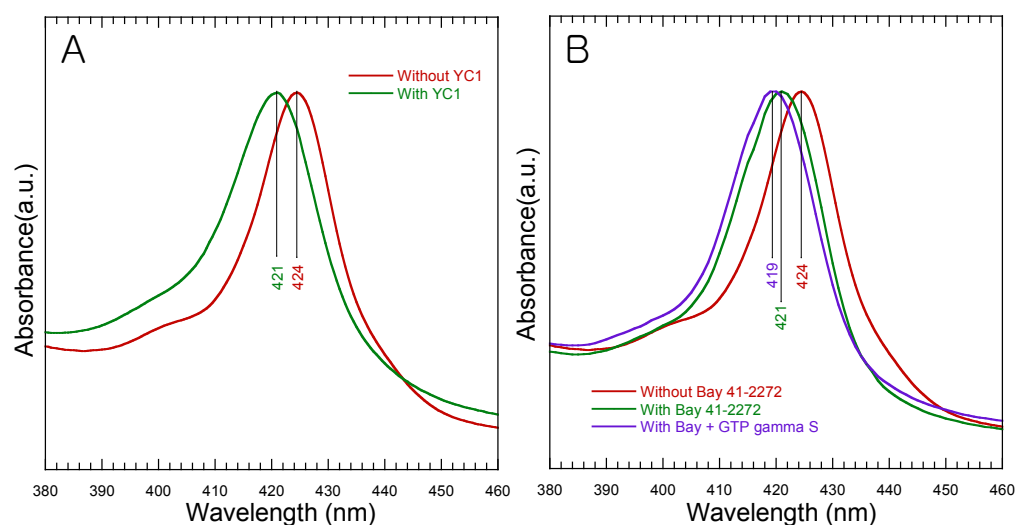 A
Without YC1
With YC1
421
424
Absorbance(a.u.)
380 390 400 410 420 430 440 450 460
Wavelength (nm)
B
419
421
424
Without Bay 41-2272
With Bay 41-2272
With Bay + GTP gamma S
Absorbance(a.u.)
380 390 400 410 420 430 440 450 460
Wavelength (nm)